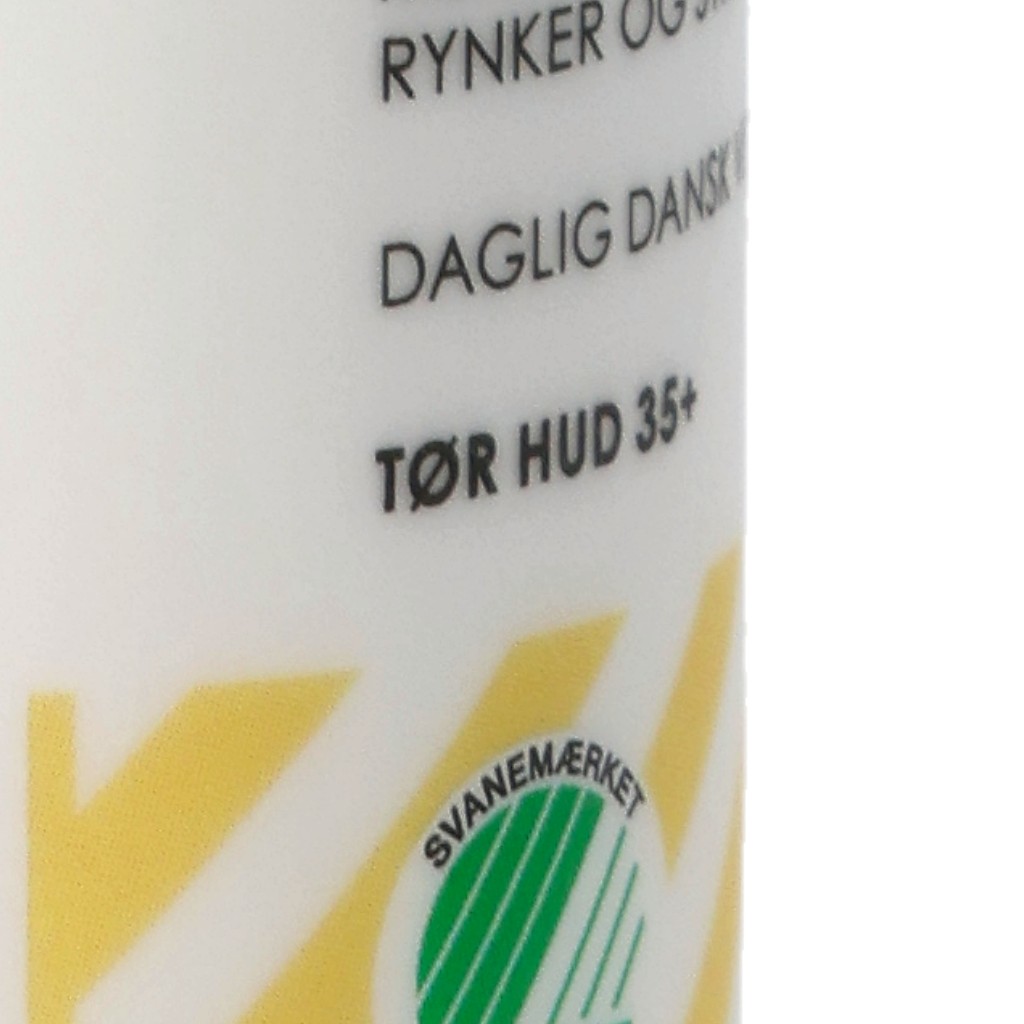 RYNKER OG
DAGLIG DANSK
TØR HUD 35+
SVANEMÆRKET